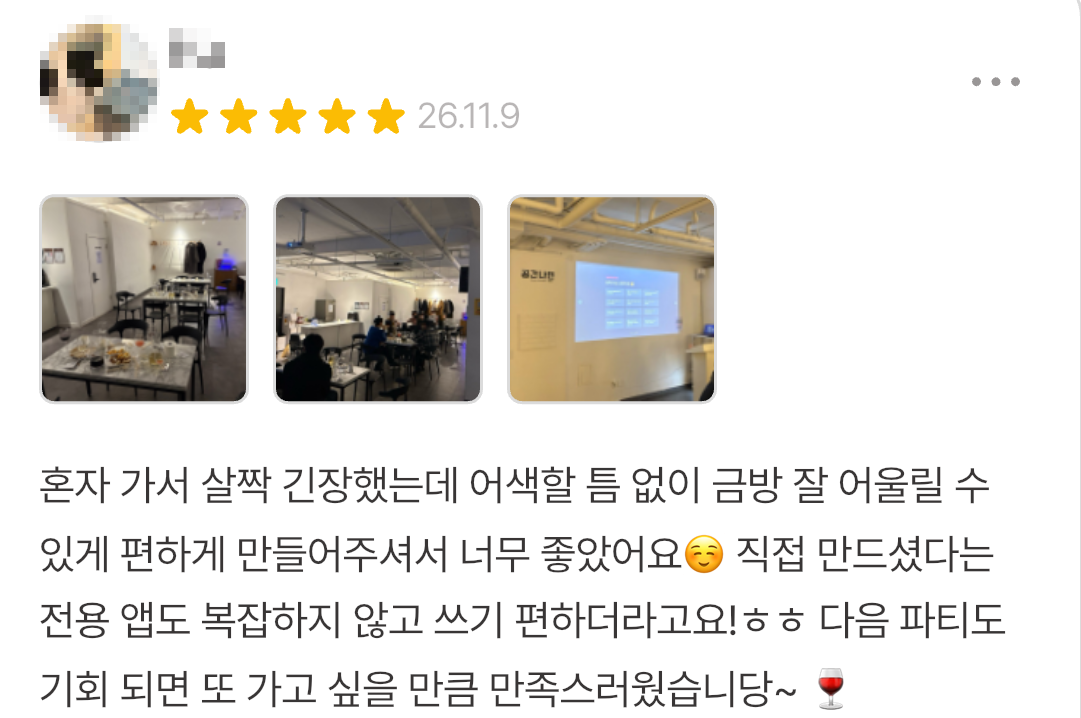 26.11.9
공간나인
혼자 가서 살짝 긴장했는데 어색할 틈 없이 금방 잘 어울릴 수
있게 편하게 만들어주셔서 너무 좋았어요☺️ 직접 만드셨다는
전용 앱도 복잡하지 않고 쓰기 편하더라고요!ㅎㅎ 다음 파티도
기회 되면 또 가고 싶을 만큼 만족스러웠습니당~ 🍷